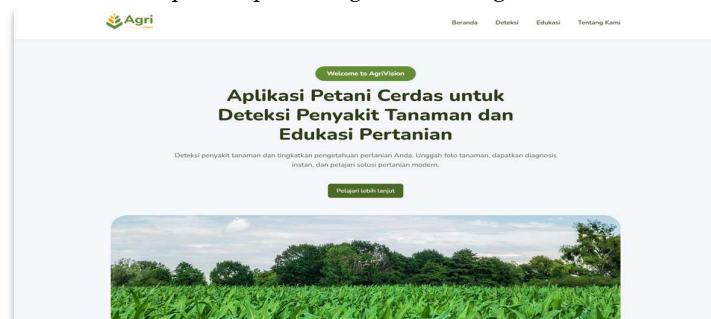 Agri
Beranda Deteksi Edukasi Tentang Kami
Welcome to AgriVision
Aplikasi Petani Cerdas untuk
Deteksi Penyakit Tanaman dan
Edukasi Pertanian
Deteksi penyakit tanaman dan tingkatkan pengetahuan pertanian Anda. Unggah foto tanaman, dapatkan diagnosis
instan, dan pelajari solusi pertanian modern.
Pelajari lebih lanjut